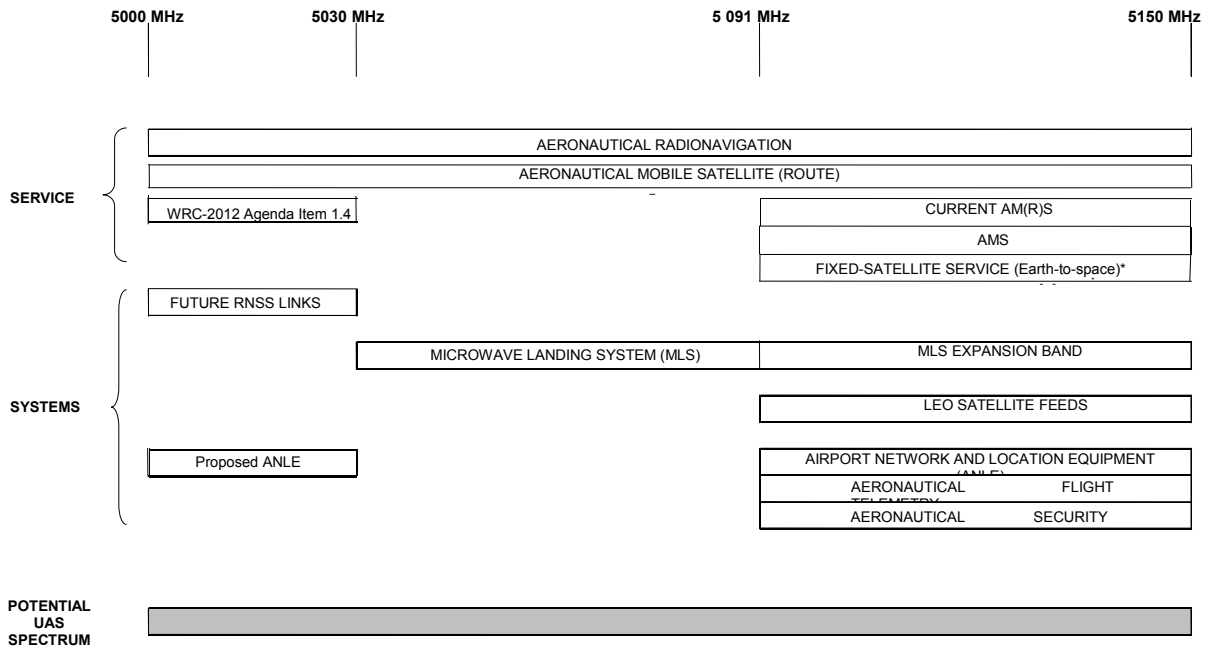 5000 MHz 5030 MHz 5 091 MHz 5150 MHz
AERONAUTICAL RADIONAVIGATION
AERONAUTICAL MOBILE SATELLITE (ROUTE)
SERVICE
WRC-2012 Agenda Item 1.4 CURRENT AM(R)S
AMS
FIXED-SATELLITE SERVICE (Earth-to-space)*
FUTURE RNSS LINKS
MICROWAVE LANDING SYSTEM (MLS) MLS EXPANSION BAND
SYSTEMS
LEO SATELLITE FEEDS
Proposed ANLE AIRPORT NETWORK AND LOCATION EQUIPMENT
(ANLE)
AERONAUTICAL FLIGHT
TELEMETRY
AERONAUTICAL SECURITY
POTENTIAL
UAS
SPECTRUM